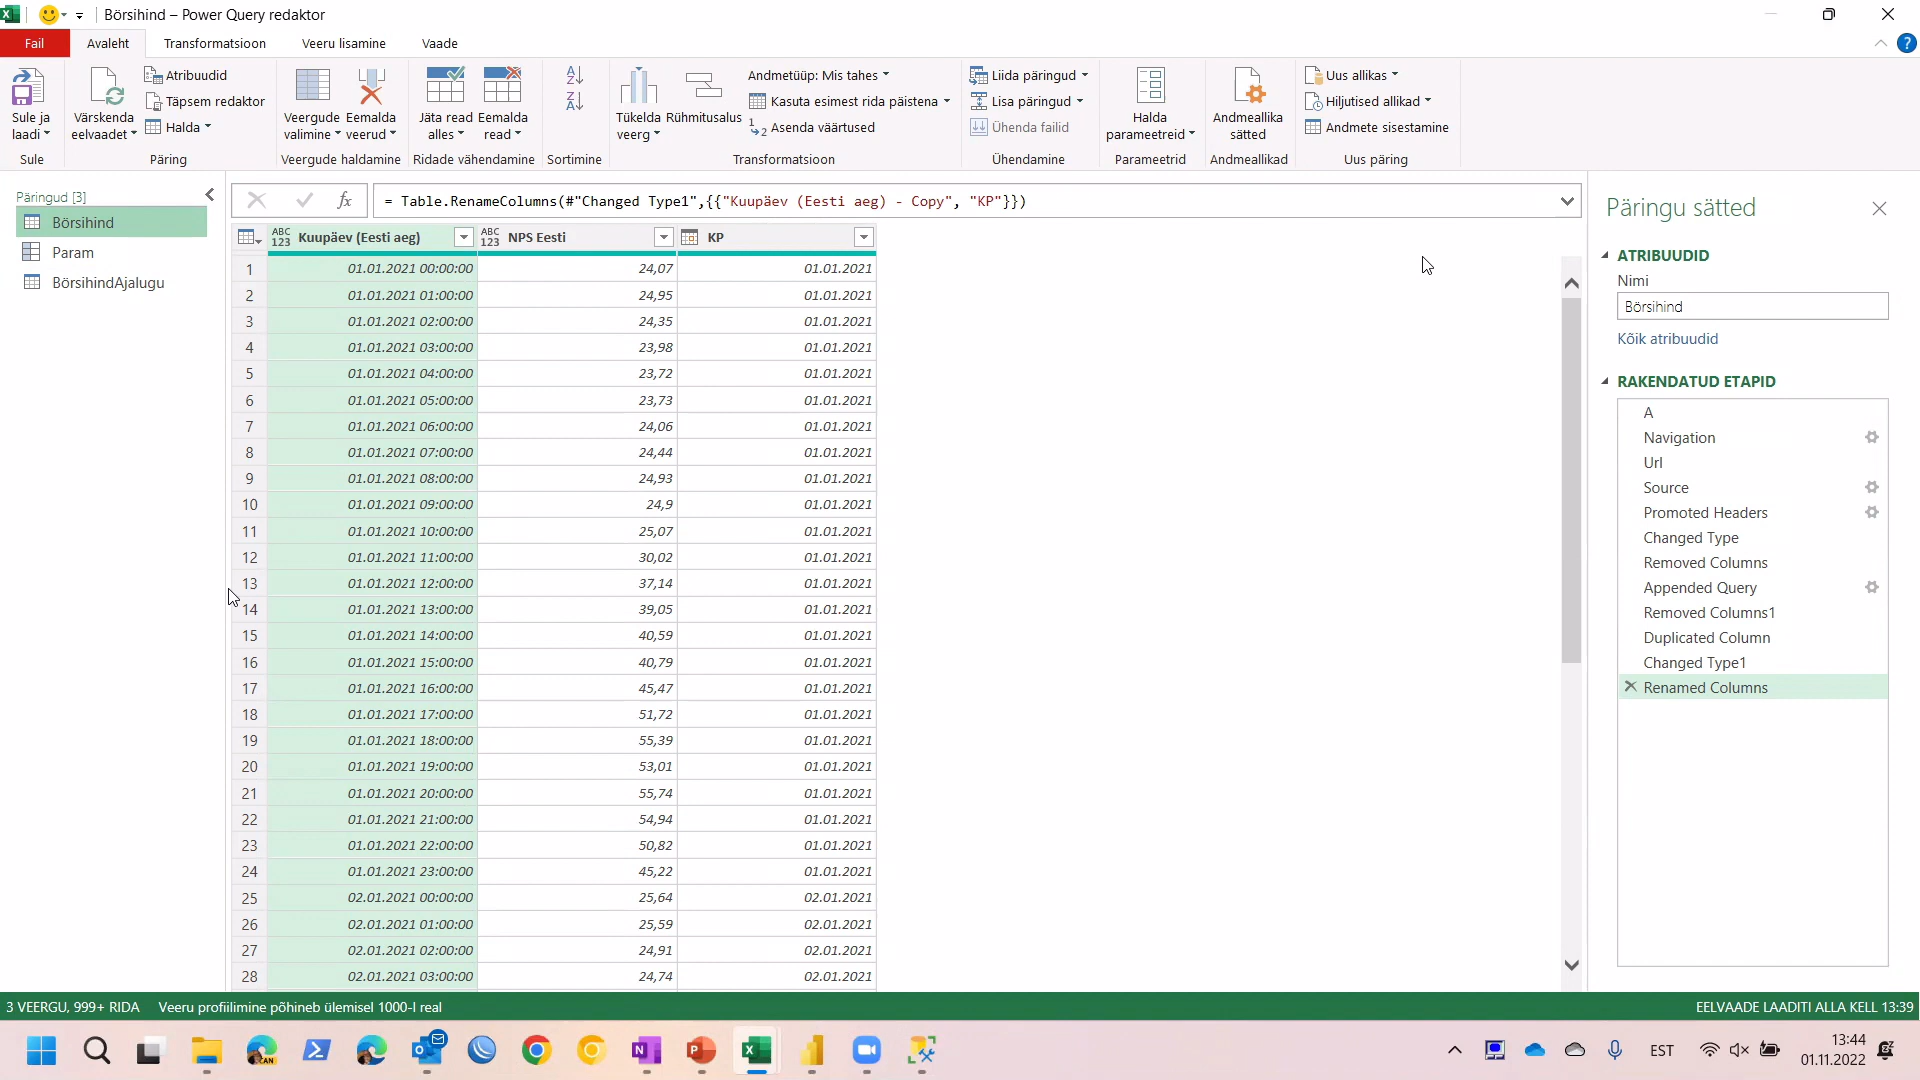 Börsihind – Power Query redaktor
Fail Avaleht Transformatsioon Veeru lisamine Vaade
Sule ja laadi
Sule
Värskenda eelvaadet
Atribuudid
Täpsem redaktor
Halda
Päring
Veergude valimine
Eemalda veerud
Veergude haldamine
Jäta read alles
Eemalda read
Ridade vähendamine
Sortimine
Tükelda veerg
Rühmitusalus
Andmetüüp: Mis tahes
Kasuta esimest rida päistena
Asenda väärtused
Transformatsioon
Liida päringud
Lisa päringud
Ühenda failid
Ühendamine
Halda parameetreid
Parameetrid
Andmeallika sätted
Andmeallikad
Uus allikas
Hiljutised allikad
Andmete sisestamine
Uus päring
Päringud [3]
Börsihind
Param
BörsihindAjalugu
fx = Table.RenameColumns(#"Changed Type1",{{"Kuupäev (Eesti aeg) - Copy", "KP"}})
ABC 123 Kuupäev (Eesti aeg) ABC 123 NPS Eesti KP
1 01.01.2021 00:00:00 24,07 01.01.2021
2 01.01.2021 01:00:00 24,95 01.01.2021
3 01.01.2021 02:00:00 24,35 01.01.2021
4 01.01.2021 03:00:00 23,98 01.01.2021
5 01.01.2021 04:00:00 23,72 01.01.2021
6 01.01.2021 05:00:00 23,73 01.01.2021
7 01.01.2021 06:00:00 24,06 01.01.2021
8 01.01.2021 07:00:00 24,44 01.01.2021
9 01.01.2021 08:00:00 24,93 01.01.2021
10 01.01.2021 09:00:00 24,9 01.01.2021
11 01.01.2021 10:00:00 25,07 01.01.2021
12 01.01.2021 11:00:00 30,02 01.01.2021
13 01.01.2021 12:00:00 37,14 01.01.2021
14 01.01.2021 13:00:00 39,05 01.01.2021
15 01.01.2021 14:00:00 40,59 01.01.2021
16 01.01.2021 15:00:00 40,79 01.01.2021
17 01.01.2021 16:00:00 45,47 01.01.2021
18 01.01.2021 17:00:00 51,72 01.01.2021
19 01.01.2021 18:00:00 55,39 01.01.2021
20 01.01.2021 19:00:00 53,01 01.01.2021
21 01.01.2021 20:00:00 55,74 01.01.2021
22 01.01.2021 21:00:00 54,94 01.01.2021
23 01.01.2021 22:00:00 50,82 01.01.2021
24 01.01.2021 23:00:00 45,22 01.01.2021
25 02.01.2021 00:00:00 25,64 02.01.2021
26 02.01.2021 01:00:00 25,59 02.01.2021
27 02.01.2021 02:00:00 24,91 02.01.2021
28 02.01.2021 03:00:00 24,74 02.01.2021
Päringu sätted
ATRIBUUDID
Nimi
Börsihind
Kõik atribuudid
RAKENDATUD ETAPID
A
Navigation
Url
Source
Promoted Headers
Changed Type
Removed Columns
Appended Query
Removed Columns1
Duplicated Column
Changed Type1
Renamed Columns
3 VEERGU, 999+ RIDA Veeru profiilimine põhineb ülemisel 1000-l real EELVAADE LAADITI ALLA KELL 13:39
CAN
EST
13:44
01.11.2022